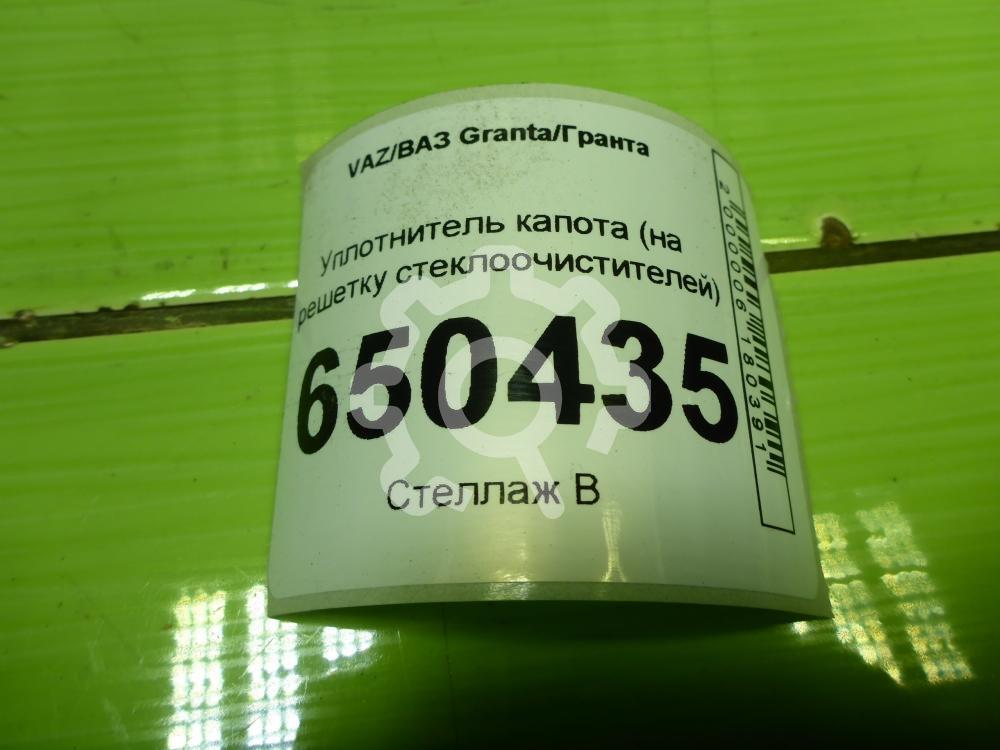 VAZ/ВАЗ Granta/Гранта
Уплотнитель капота (на
решетку стеклоочистителей)
650435
Стеллаж В
2000006180391